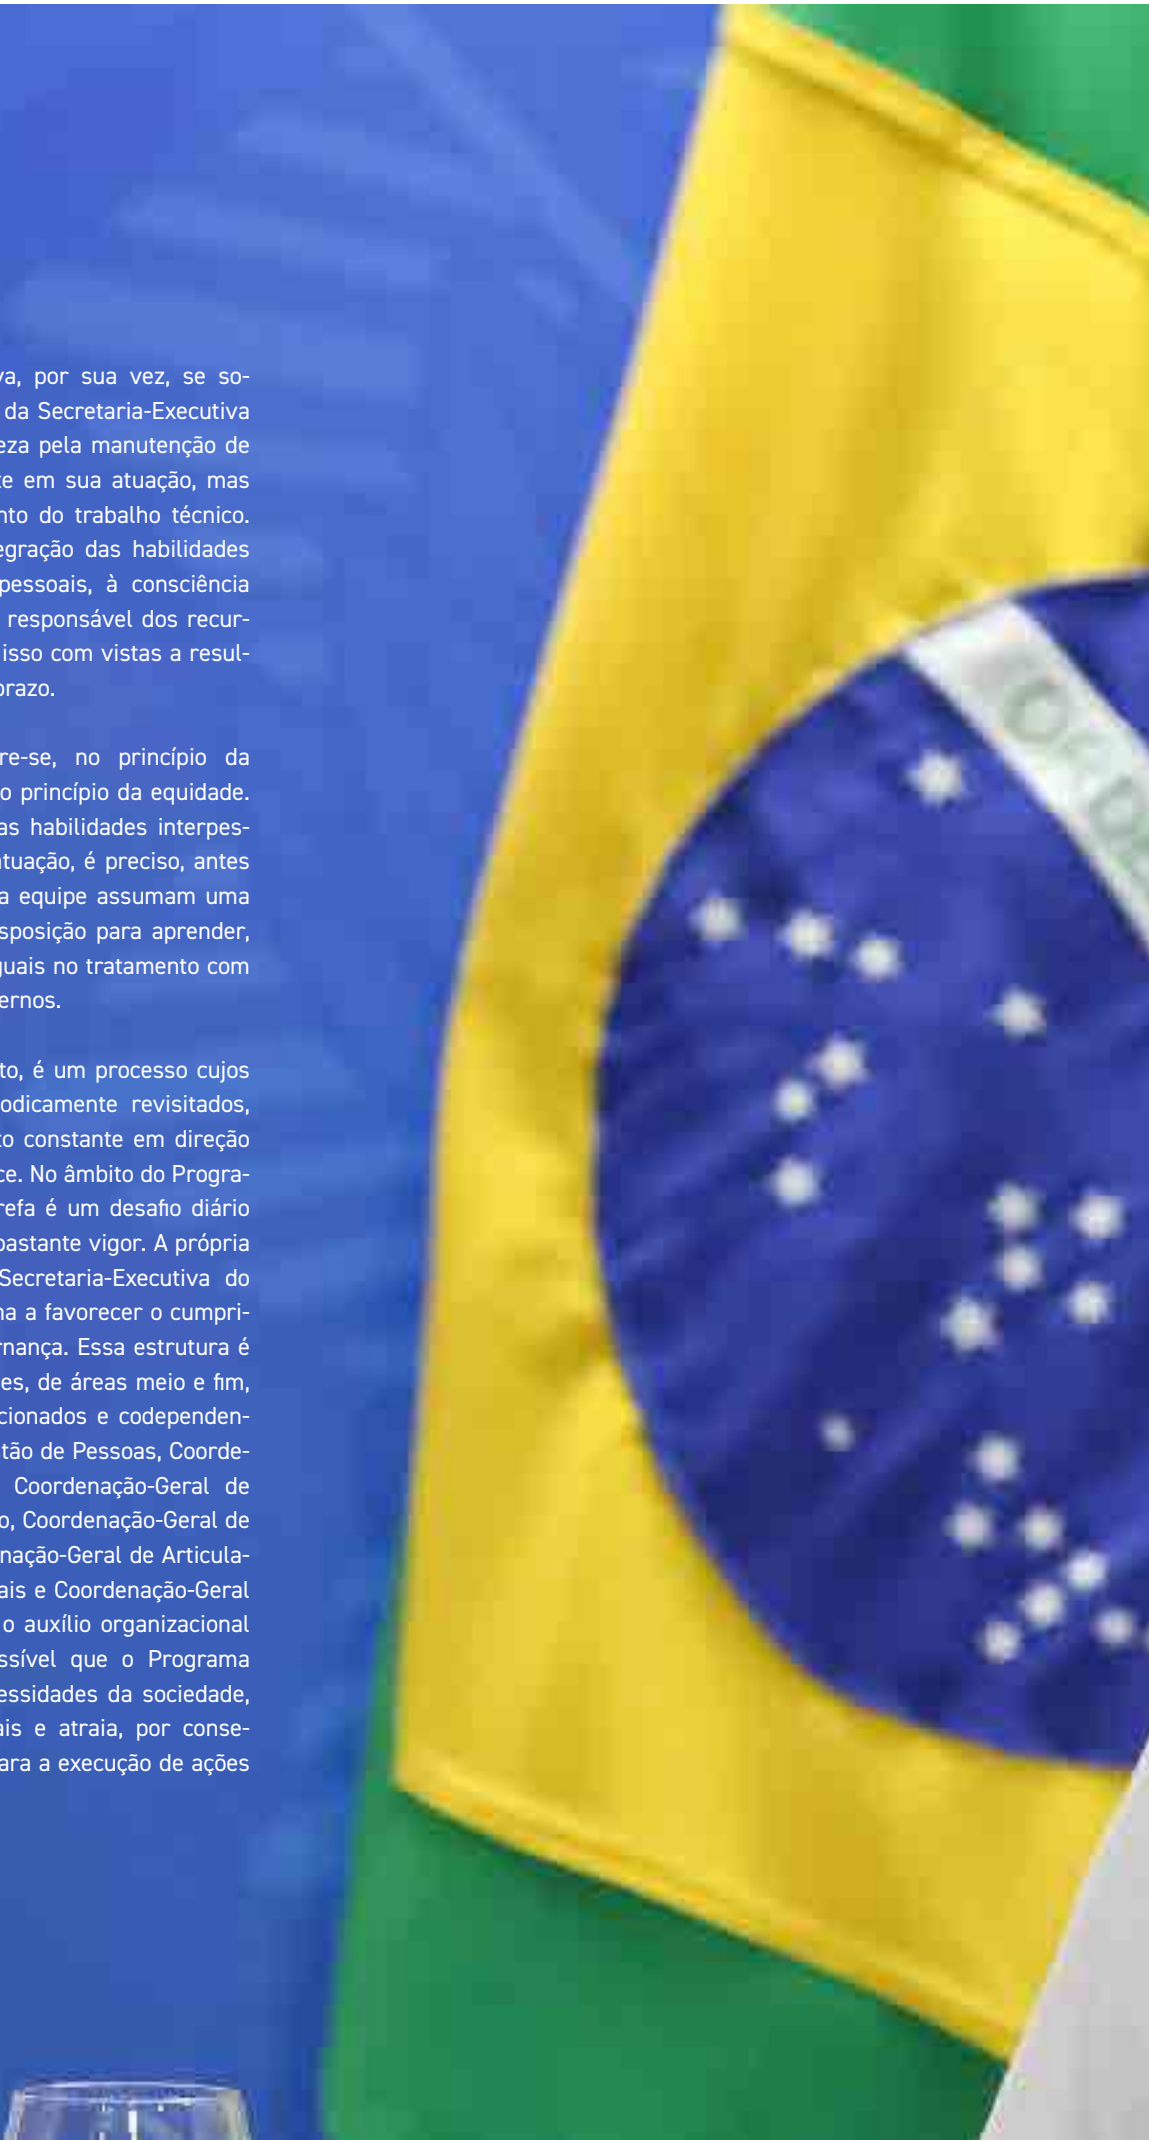 va, por sua vez, se so-
da Secretaria-Executiva
eza pela manutenção de
te em sua atuação, mas
nto do trabalho técnico.
egração das habilidades
pessoais, à consciência
responsável dos recur-
isso com vistas a resul-
prazo.
re-se, no princípio da
o princípio da equidade.
as habilidades interpes-
atuação, é preciso, antes
a equipe assumam uma
sposição para aprender,
guais no tratamento com
ernos.
to, é um processo cujos
odicamente revisitados,
to constante em direção
ce. No âmbito do Progra-
refa é um desafio diário
bastante vigor. A própria
Secretaria-Executiva do
na a favorecer o cumpri-
rnança. Essa estrutura é
es, de áreas meio e fim,
cionados e codependen-
tão de Pessoas, Coorde-
Coordenação-Geral de
o, Coordenação-Geral de
nação-Geral de Articula-
ais e Coordenação-Geral
o auxílio organizacional
ssível que o Programa
essidades da sociedade,
ais e atraia, por conse-
ara a execução de ações